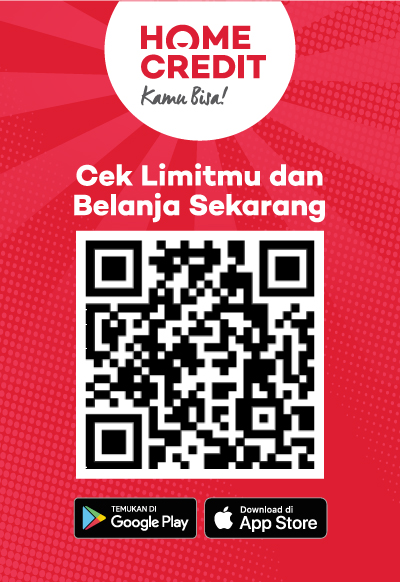 HOME
CREDIT
Kamu Bisa!
Cek Limitmu dan
Belanja Sekarang
TEMUKAN DI
Google Play
Download di
App Store